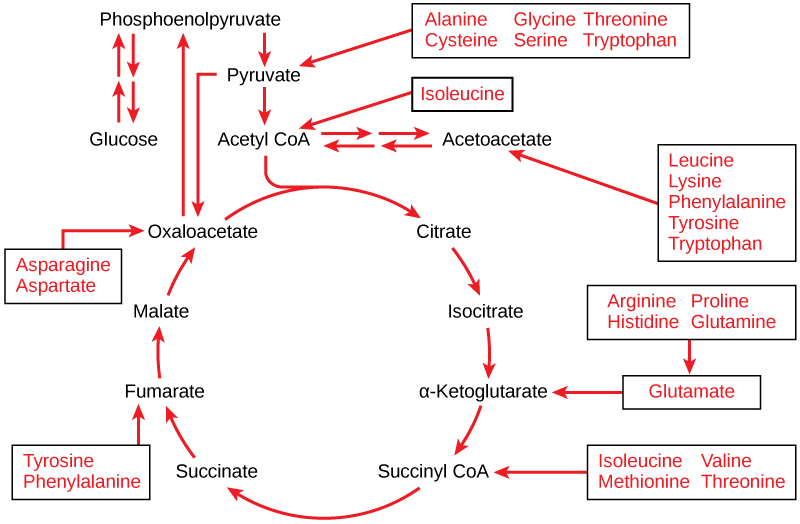 Phosphoenolpyruvate
Alanine Glycine Threonine
Cysteine Serine Tryptophan
Pyruvate
Isoleucine
Glucose
Acetyl CoA
Acetoacetate
Leucine
Lysine
Phenylalanine
Tyrosine
Tryptophan
Oxaloacetate
Citrate
Asparagine
Aspartate
Malate
Isocitrate
Arginine Proline
Histidine Glutamine
Fumarate
α-Ketoglutarate
Glutamate
Tyrosine
Phenylalanine
Succinate
Succinyl CoA
Isoleucine Valine
Methionine Threonine